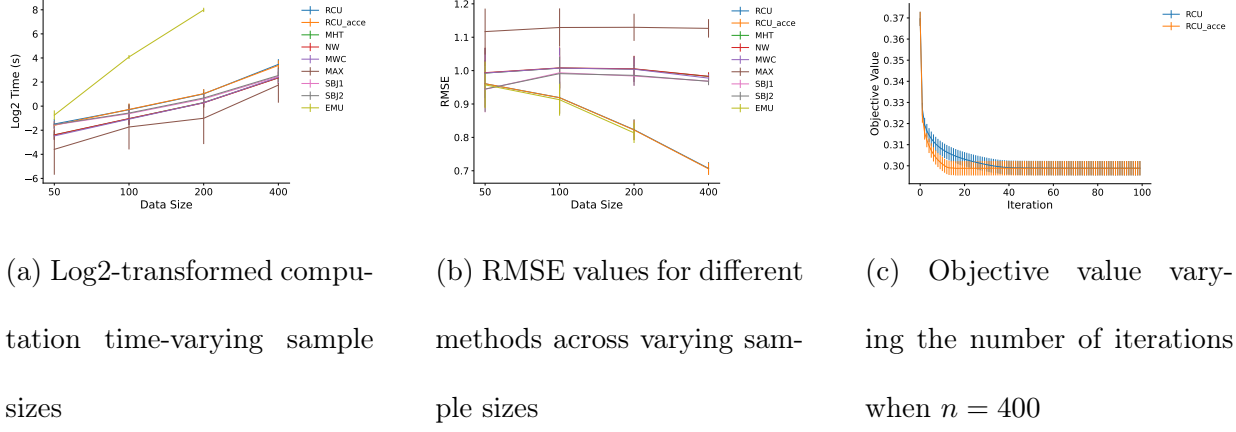 8
6
4
2
0
−2
−4
−6
Log2 Time (s)
50
100
200
400
Data Size
RCU
RCU_acce
MHT
NW
MWC
MAX
SBJ1
SBJ2
EMU
1.2
1.1
1.0
0.9
0.8
0.7
RMSE
50
100
200
400
Data Size
RCU
RCU_acce
MHT
NW
MWC
MAX
SBJ1
SBJ2
EMU
0.37
0.36
0.35
0.34
0.33
0.32
0.31
0.30
Objective Value
0
20
40
60
80
100
Iteration
RCU
RCU_acce
(a) Log2-transformed compu-
tation time-varying sample
sizes
(b) RMSE values for different
methods across varying sam-
ple sizes
(c) Objective value vary-
ing the number of iterations
when n = 400